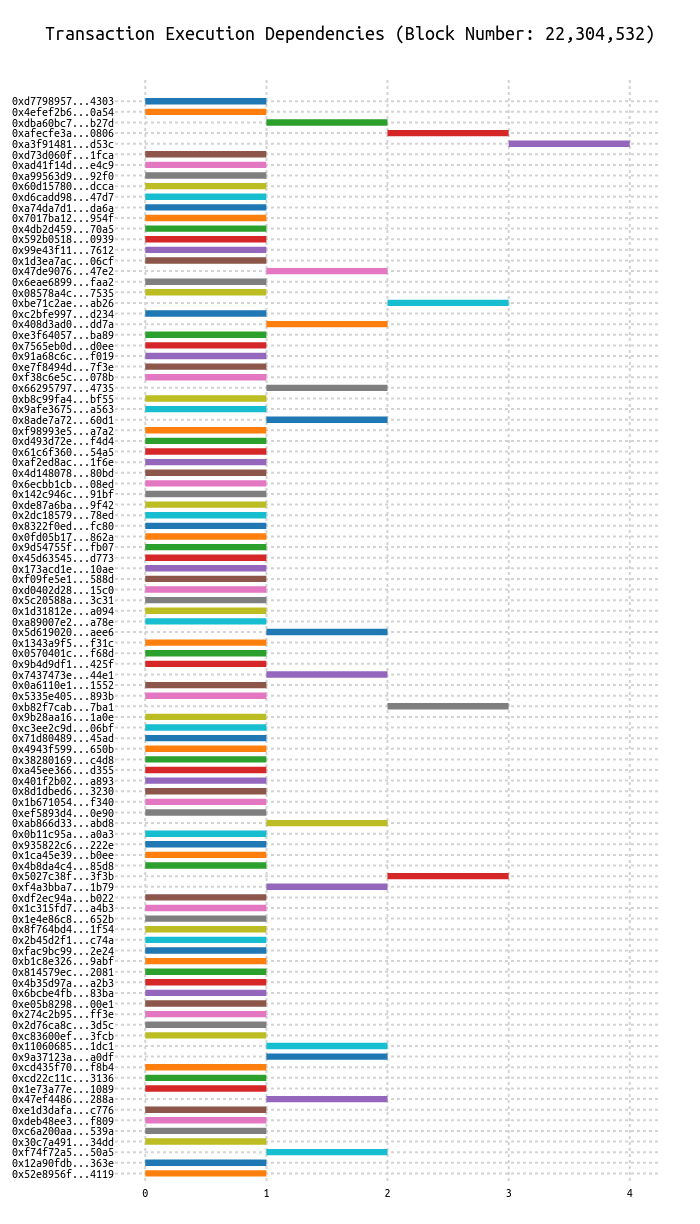 Transaction Execution Dependencies (Block Number: 22,304,532)
0xd7798957...4303
0x4efef2b6...0a54
0xdba60bc7...b27d
0xafecfe3a...0806
0xa3f91481...d53c
0xd73d060f...1fca
0xad41f14d...e4c9
0xa99563d9...92f0
0x60d15780...dcca
0xd6cadd98...47d7
0xa74da7d1...da6a
0x7017ba12...954f
0x4db2d459...70a5
0x592b0518...0939
0x99e43f11...7612
0x1d3ea7ac...06cf
0x47de9076...47e2
0x6eae6899...faa2
0x08578a4c...7535
0xbe71c2ae...ab26
0xc2bfe997...d234
0x408d3ad0...dd7a
0xe3f64057...ba89
0x7565eb0d...d0ee
0x91a68c6c...f019
0xe7f8494d...7f3e
0xf38c6e5c...078b
0x66295797...4735
0xb8c99fa4...bf55
0x9afe3675...a563
0x8ade7a72...60d1
0xf98993e5...a7a2
0xd493d72e...f4d4
0x61c6f360...54a5
0xaf2ed8ac...1f6e
0x4d148078...80bd
0x6ecbb1cb...08ed
0x142c946c...91bf
0xde87a6ba...9f42
0x2dc18579...78ed
0x8322f0ed...fc80
0x0fd05b17...862a
0x9d54755f...fb07
0x45d63545...d773
0x173acd1e...10ae
0xf09fe5e1...588d
0xd0402d28...15c0
0x5c20588a...3c31
0x1d31812e...a094
0xa89007e2...a78e
0x5d619020...aee6
0x1343a9f5...f31c
0x0570401c...f68d
0x9b4d9df1...425f
0x7437473e...44e1
0x0a6110e1...1552
0x5335e405...893b
0xb82f7cab...7ba1
0x9b28aa16...1a0e
0xc3ee2c9d...06bf
0x71d80489...45ad
0x4943f599...650b
0x38280169...c4d8
0xa45ee366...d355
0x401f2b02...a893
0x8d1dbed6...3230
0x1b671054...f340
0xef5893d4...0e90
0xab866d33...abd8
0x0b11c95a...a0a3
0x935822c6...222e
0x1ca45e39...b0ee
0x4b8da4c4...85d8
0x5027c38f...3f3b
0xf4a3bba7...1b79
0xdf2ec94a...b022
0x1c315fd7...a4b3
0x1e4e86c8...652b
0x8f764bd4...1f54
0x2b45d2f1...c74a
0xfac9bc99...2e24
0xb1c8e326...9abf
0x814579ec...2081
0x4b35d97a...a2b3
0x6bcbe4fb...83ba
0xe05b8298...00e1
0x274c2b95...ff3e
0x2d76ca8c...3d5c
0xc83600ef...3fcb
0x11060685...1dc1
0x9a37123a...a0df
0xcd435f70...f8b4
0xcd22c11c...3136
0x1e73a77e...1089
0x47ef4486...288a
0xe1d3dafa...c776
0xdeb48ee3...f809
0xc6a200aa...539a
0x30c7a491...34dd
0xf74f72a5...50a5
0x12a90fdb...363e
0x52e8956f...4119
0 1 2 3 4